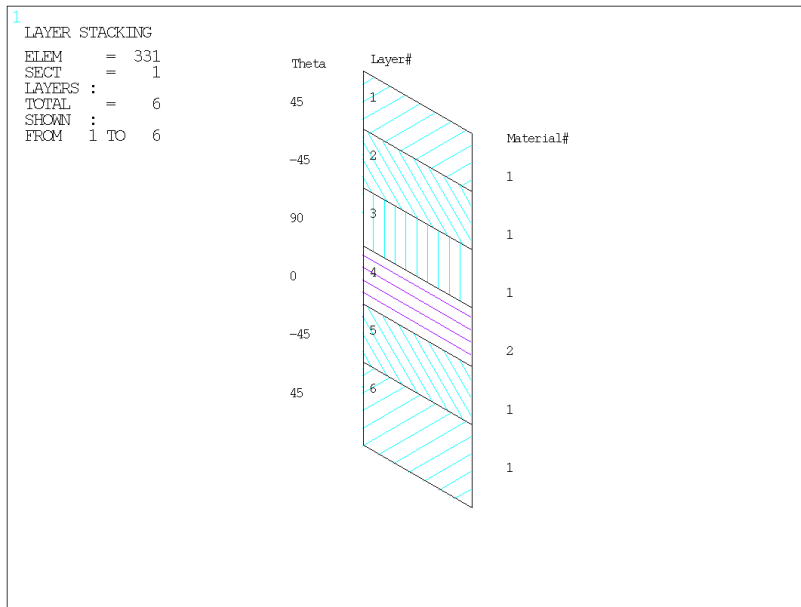 1
LAYER STACKING
ELEM = 331
SECT = 1
LAYERS :
TOTAL = 6
SHOWN :
FROM 1 TO 6
Theta
45
-45
90
0
-45
45
Layer#
1
2
3
4
5
6
Material#
1
1
1
2
1
1